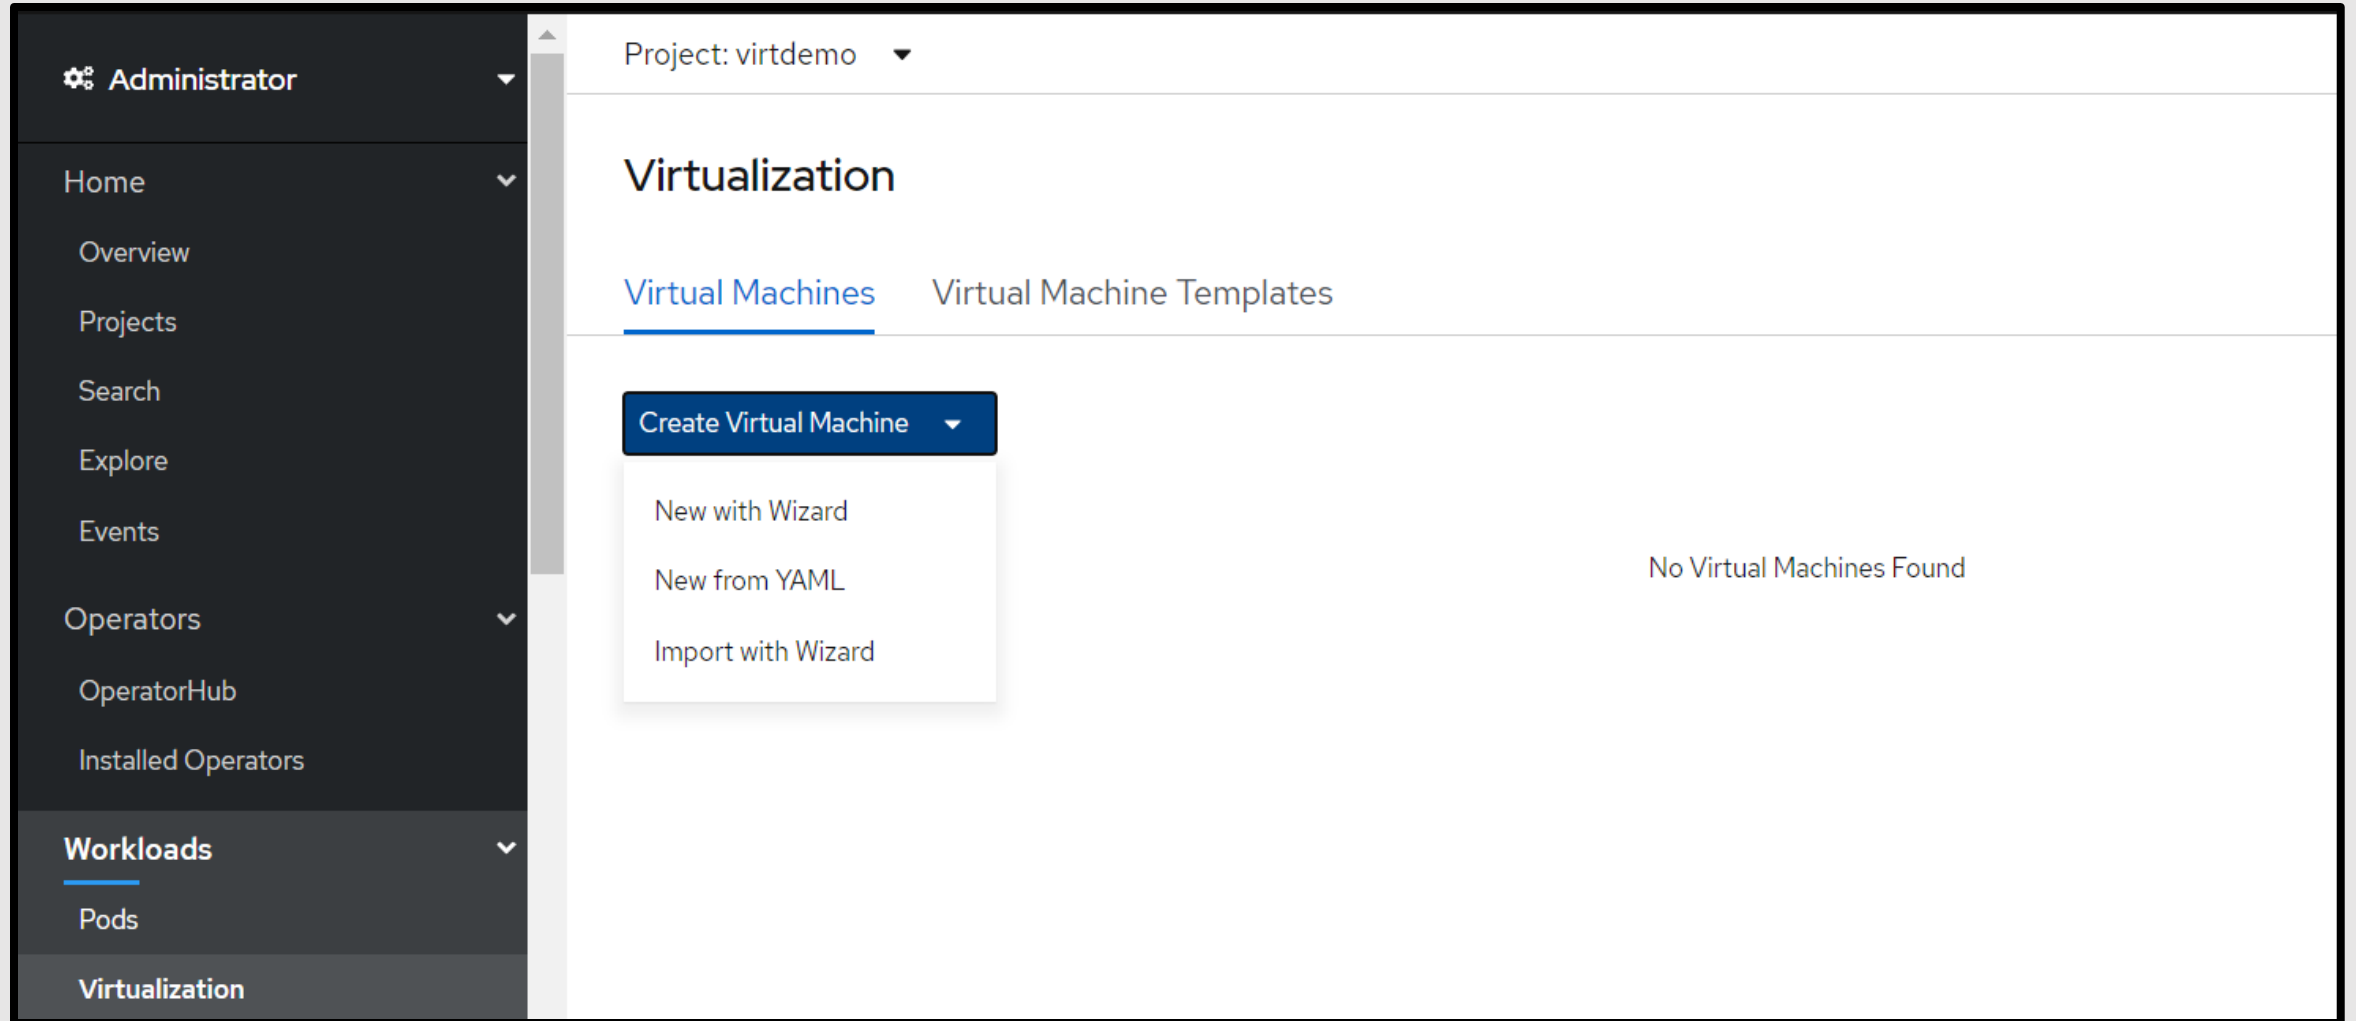 Administrator
Home
Overview
Projects
Search
Explore
Events
Operators
OperatorHub
Installed Operators
Workloads
Pods
Virtualization
Project: virtdemo
Virtualization
Virtual Machines
Virtual Machine Templates
Create Virtual Machine
New with Wizard
New from YAML
Import with Wizard
No Virtual Machines Found